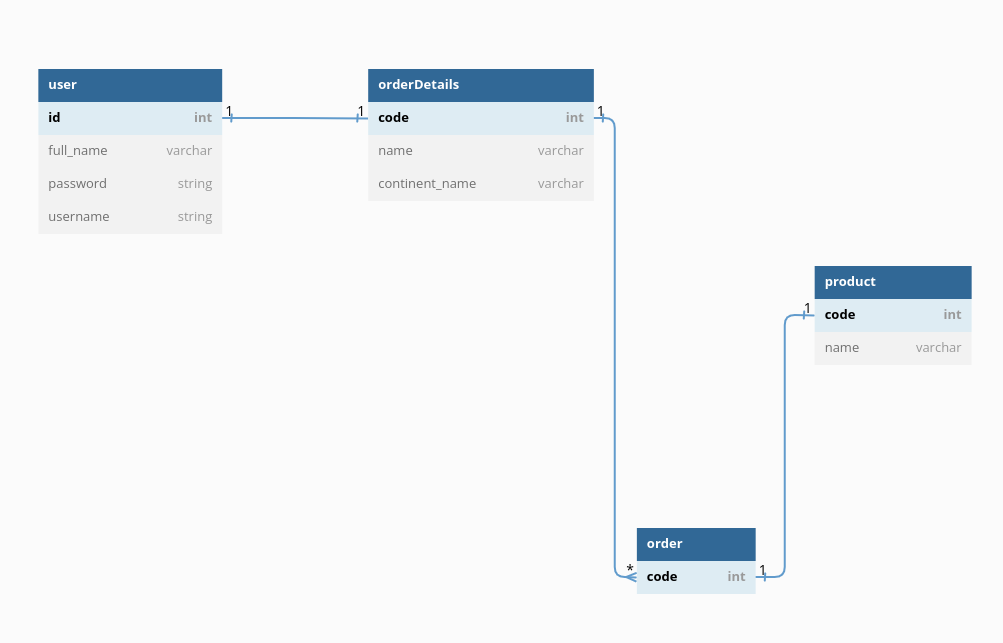 user
id int
full_name varchar
password string
username string
1
1
orderDetails
code int
name varchar
continent_name varchar
1
product
1
code int
name varchar
order
*
code int
1